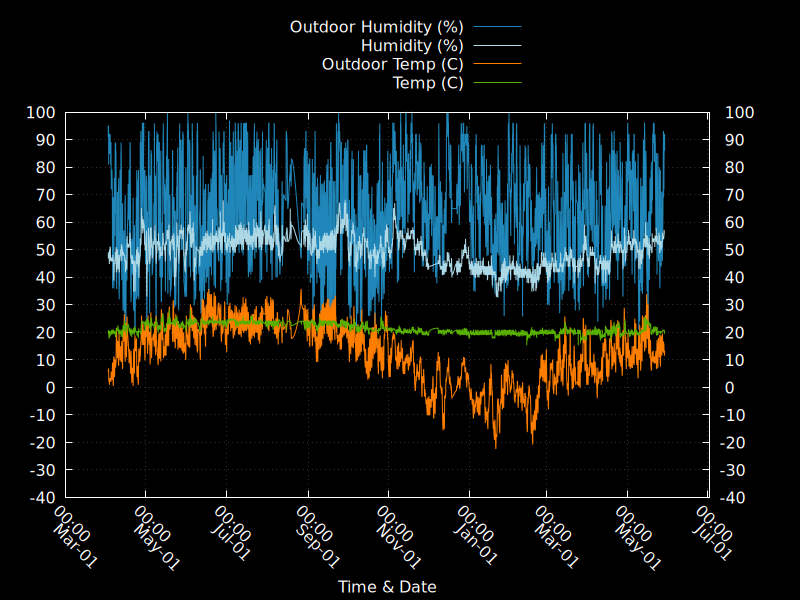 Outdoor Humidity (%)
Humidity (%)
Outdoor Temp (C)
Temp (C)
100 100
90 90
80 80
70 70
60 60
50 50
40 40
30 30
20 20
10 10
0 0
-10 -10
-20 -20
-30 -30
-40 -40
00:00 00:00 00:00 00:00 00:00 00:00 00:00 00:00 00:00
Mar-01 May-01 Jul-01 Sep-01 Nov-01 Jan-01 Mar-01 May-01 Jul-01
Time & Date